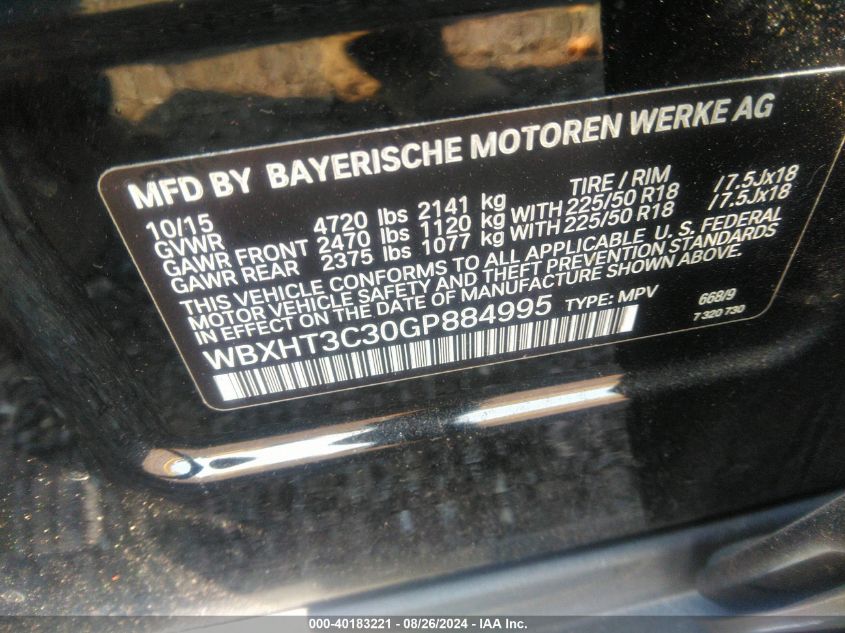 MFD BY BAYERISCHE MOTOREN WERKE AG
10/15 TIRE / RIM
GVWR 4720 lbs 2141 kg
GAWR FRONT 2470 lbs 1120 kg WITH 225/50 R18 / 7.5Jx18
GAWR REAR 2375 lbs 1077 kg WITH 225/50 R18 / 7.5Jx18
THIS VEHICLE CONFORMS TO ALL APPLICABLE U. S. FEDERAL
MOTOR VEHICLE SAFETY AND THEFT PREVENTION STANDARDS
IN EFFECT ON THE DATE OF MANUFACTURE SHOWN ABOVE.
WBXHT3C30GP884995 TYPE: MPV 668/9
7 320 730
000-40183221 - 08/26/2024 - IAA Inc.